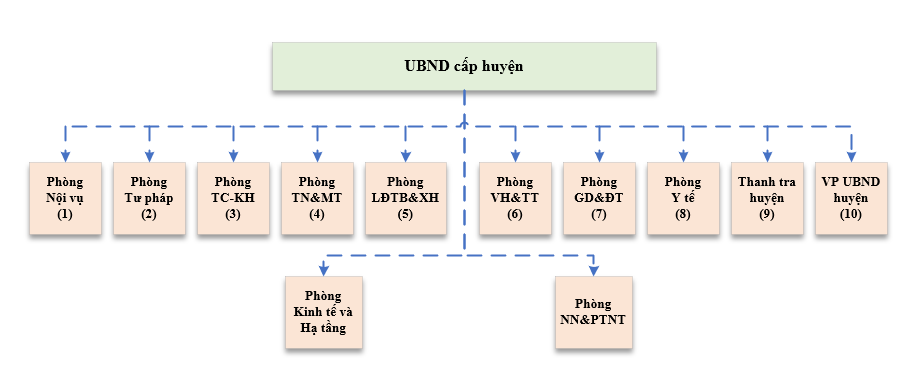 UBND cấp huyện
Phòng
Nội vụ
(1)
Phòng
Tư pháp
(2)
Phòng
TC-KH
(3)
Phòng
TN&MT
(4)
Phòng
LĐTB&XH
(5)
Phòng
VH&TT
(6)
Phòng
GD&ĐT
(7)
Phòng
Y tế
(8)
Thanh tra
huyện
(9)
VP UBND
huyện
(10)
Phòng
Kinh tế và
Hạ tầng
Phòng
NN&PTNT